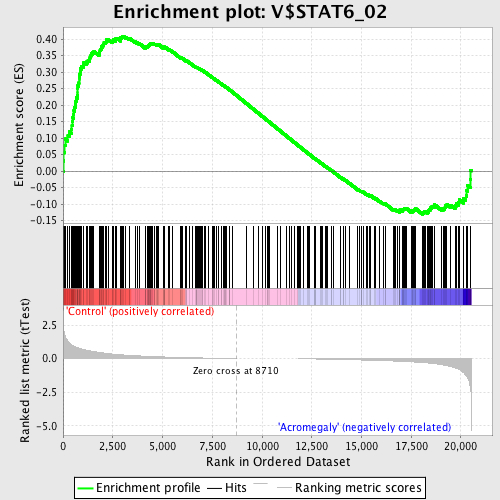 Enrichment plot: V$STAT6_02
Enrichment score (ES)
0.40
0.35
0.30
0.25
0.20
0.15
0.10
0.05
0.00
-0.05
-0.10
-0.15
'Control' (positively correlated)
Ranked list metric (tTest)
2.5
0.0
-2.5
-5.0
Zero cross at 8710
'Acromegaly' (negatively correlated)
0 2,500 5,000 7,500 10,000 12,500 15,000 17,500 20,000
Rank in Ordered Dataset
Enrichment profile Hits Ranking metric scores